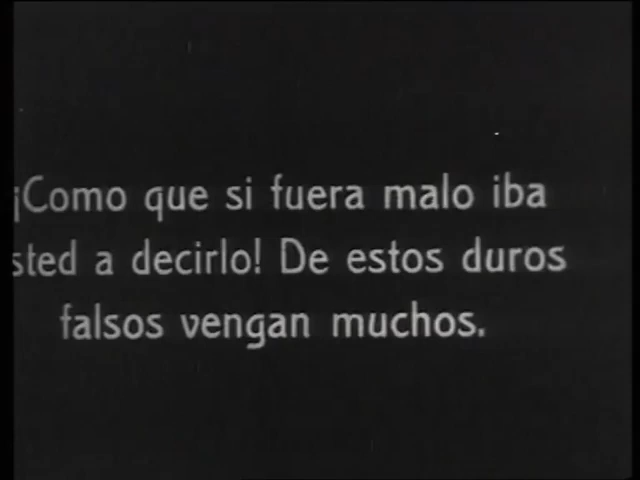 ¡Como que si fuera malo iba
sted a decirlo! De estos duros
falsos vengan muchos.